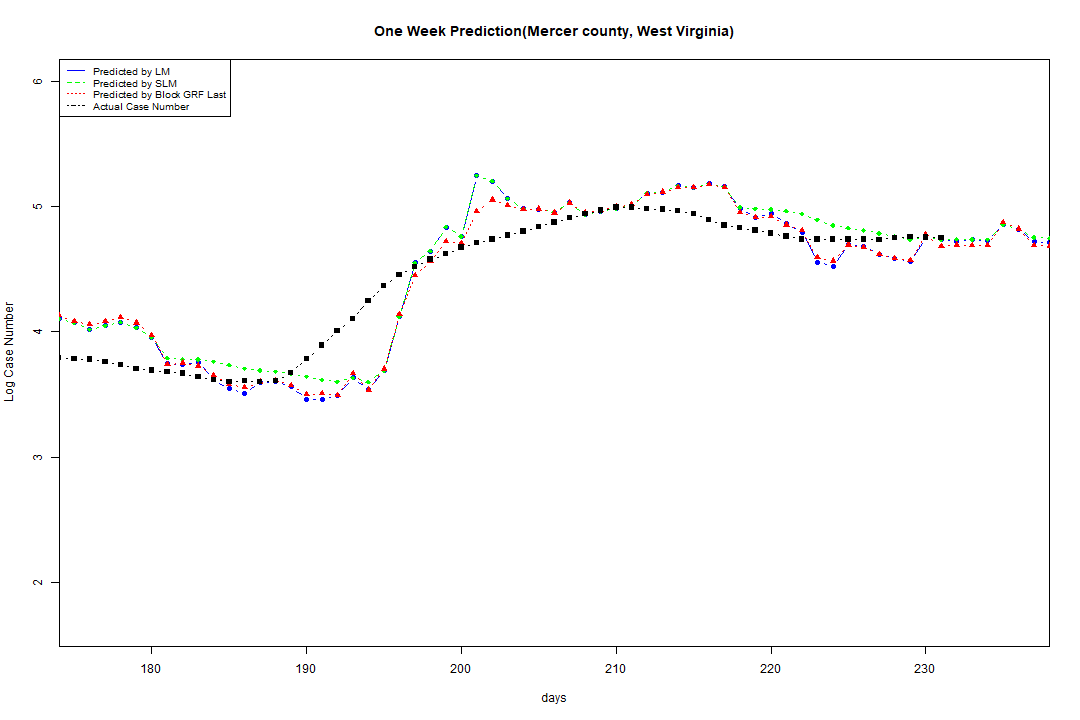 One Week Prediction(Mercer county, West Virginia)
Predicted by LM
Predicted by SLM
Predicted by Block GRF Last
Actual Case Number
6
5
4
3
2
Log Case Number
180 190 200 210 220 230
days